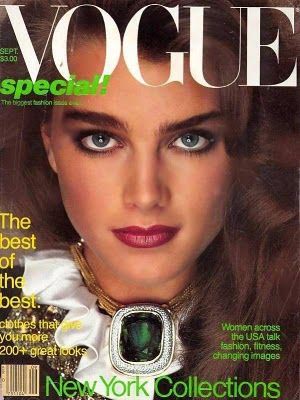 VOGUE
SEPT.
$3.00
special!
The biggest fashion issue ever
The
best
of
the
best:
clothes that give
you more
200+ great looks
Women across
the USA talk
fashion, fitness,
changing images
New York Collections